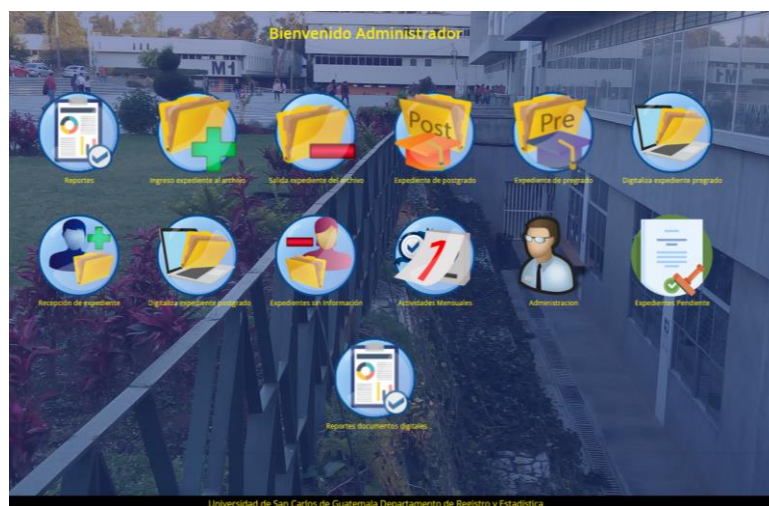 Bienvenido Administrador
M1
Post
Pre
Reportes
Ingreso expediente al archivo
Salida expediente del archivo
Expediente de postgrado
Expediente de pregrado
Digitaliza expediente pregrado
1
Recepción de expediente
Digitaliza expediente postgrado
Expedientes sin Información
Actividades Mensuales
Administracion
Expedientes Pendiente
Reportes documentos digitales
Universidad de San Carlos de Guatemala Departamento de Registro y Estadística